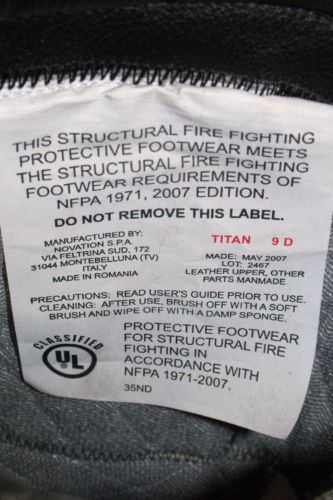 THIS STRUCTURAL FIRE FIGHTING
PROTECTIVE FOOTWEAR MEETS
THE STRUCTURAL FIRE FIGHTING
FOOTWEAR REQUIREMENTS OF
NFPA 1971, 2007 EDITION.
DO NOT REMOVE THIS LABEL.
MANUFACTURED BY:
NOVATION S.P.A.
VIA FELTRINA SUD, 172
31044 MONTEBELLUNA (TV)
ITALY
MADE IN ROMANIA
TITAN 9 D
MADE: MAY 2007
LOT: 2467
LEATHER UPPER, OTHER
PARTS MANMADE
PRECAUTIONS: READ USER'S GUIDE PRIOR TO USE.
CLEANING: AFTER USE, BRUSH OFF WITH A SOFT
BRUSH AND WIPE OFF WITH A DAMP SPONGE.
CLASSIFIED
UL
PROTECTIVE FOOTWEAR
FOR STRUCTURAL FIRE
FIGHTING IN
ACCORDANCE WITH
NFPA 1971-2007.
35ND